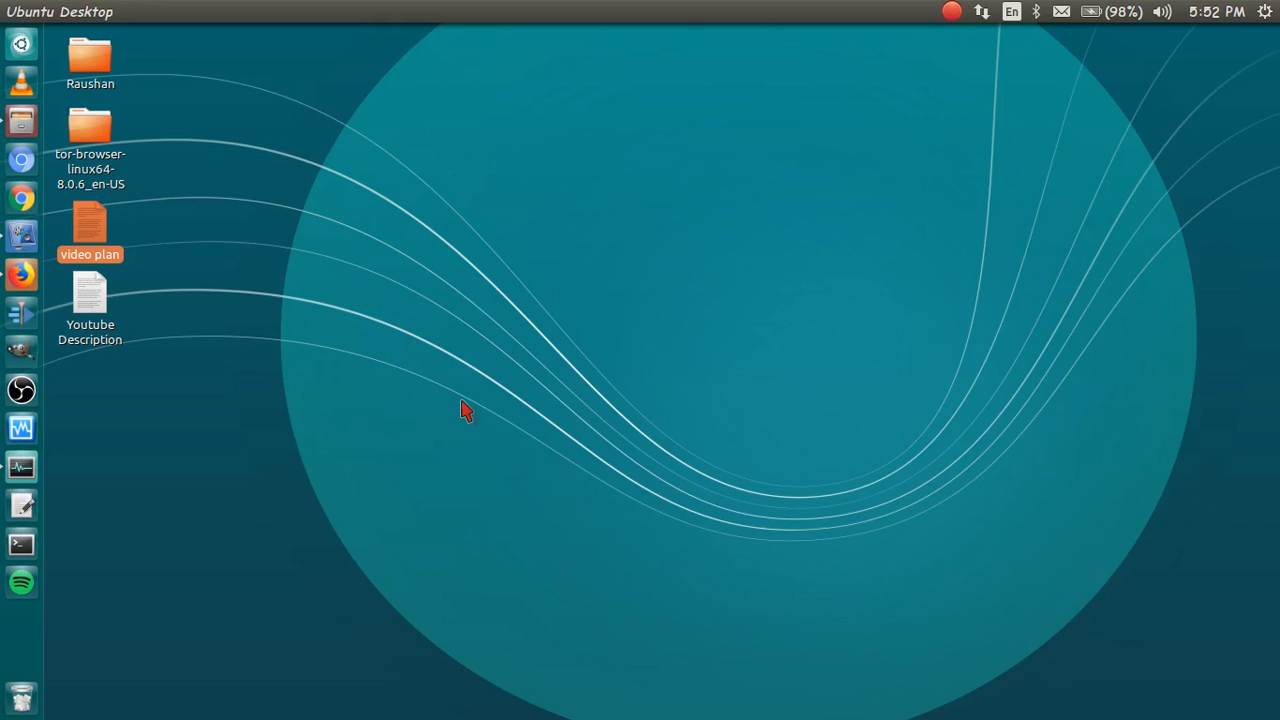 Ubuntu Desktop
En
(98%)
5:52 PM
Raushan
tor-browser-
linux64-
8.0.6_en-US
video plan
Youtube
Description